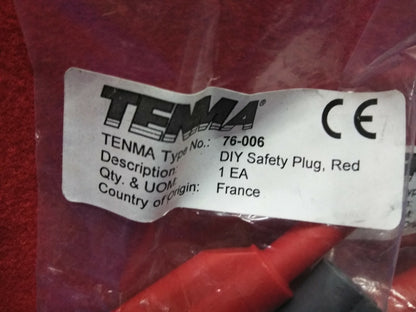 TENMA®
CE
TENMA Type No.: 76-006
Description: DIY Safety Plug, Red
Qty. & UOM: 1 EA
Country of Origin: France